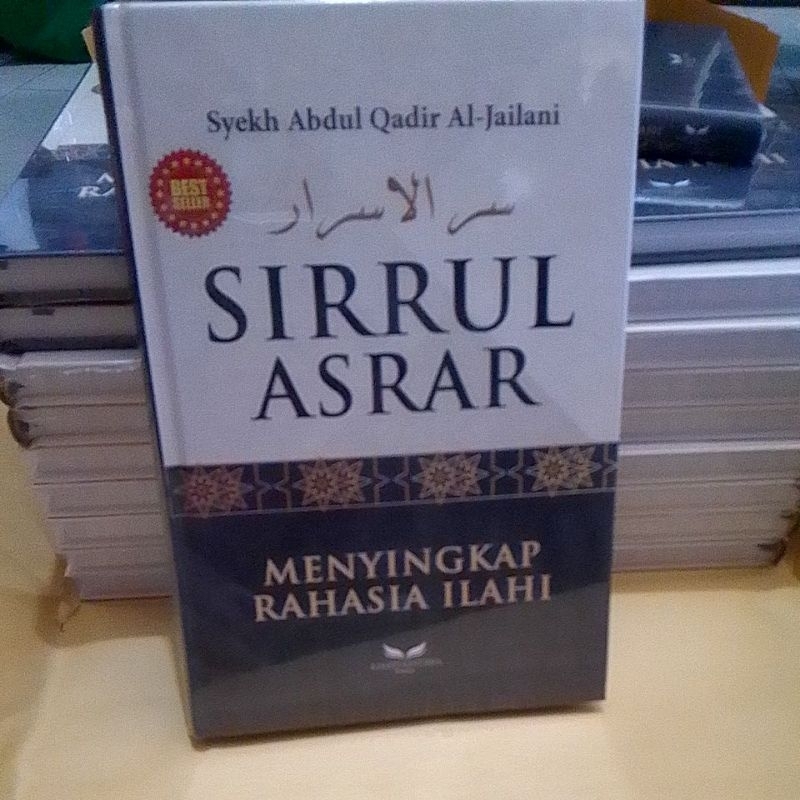 Syekh Abdul Qadir Al-Jailani
BEST
SELLER
سر الاسرار
SIRRUL
ASRAR
MENYINGKAP
RAHASIA ILAHI